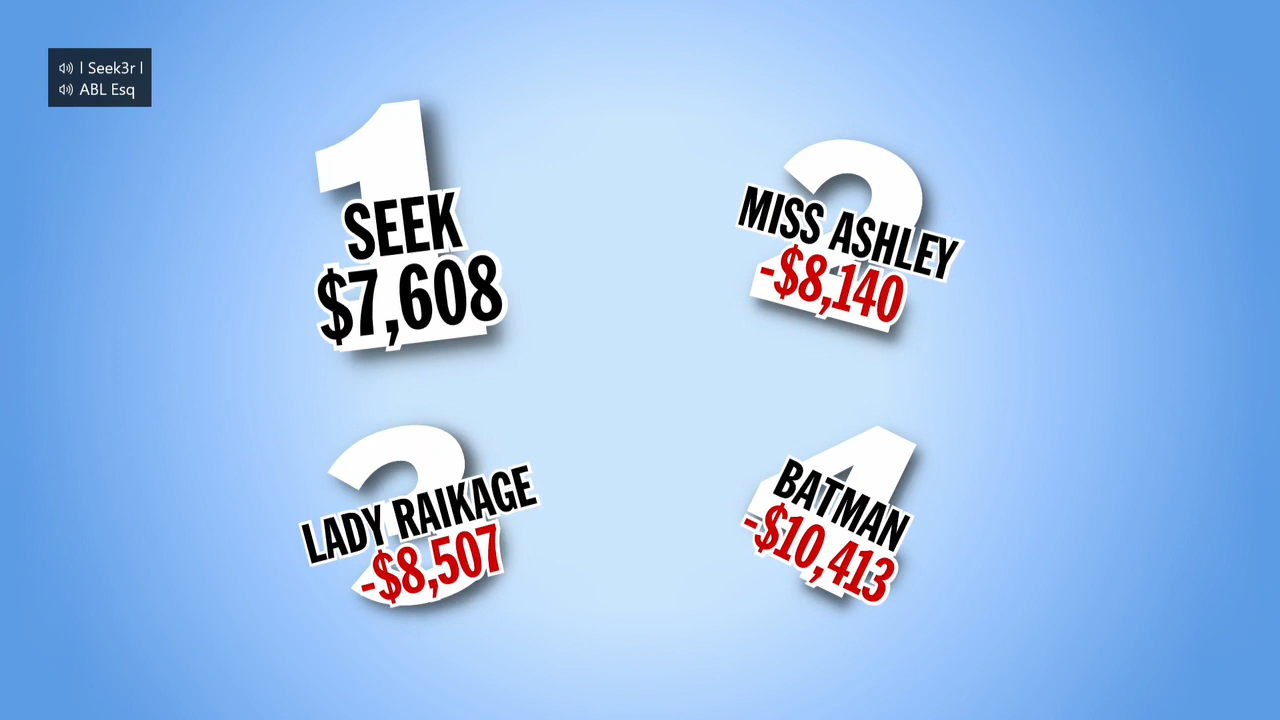 l Seek3r l
ABL Esq
1
SEEK
$7,608
2
MISS ASHLEY
-$8,140
3
LADY RAIKAGE
-$8,507
4
BATMAN
-$10,413